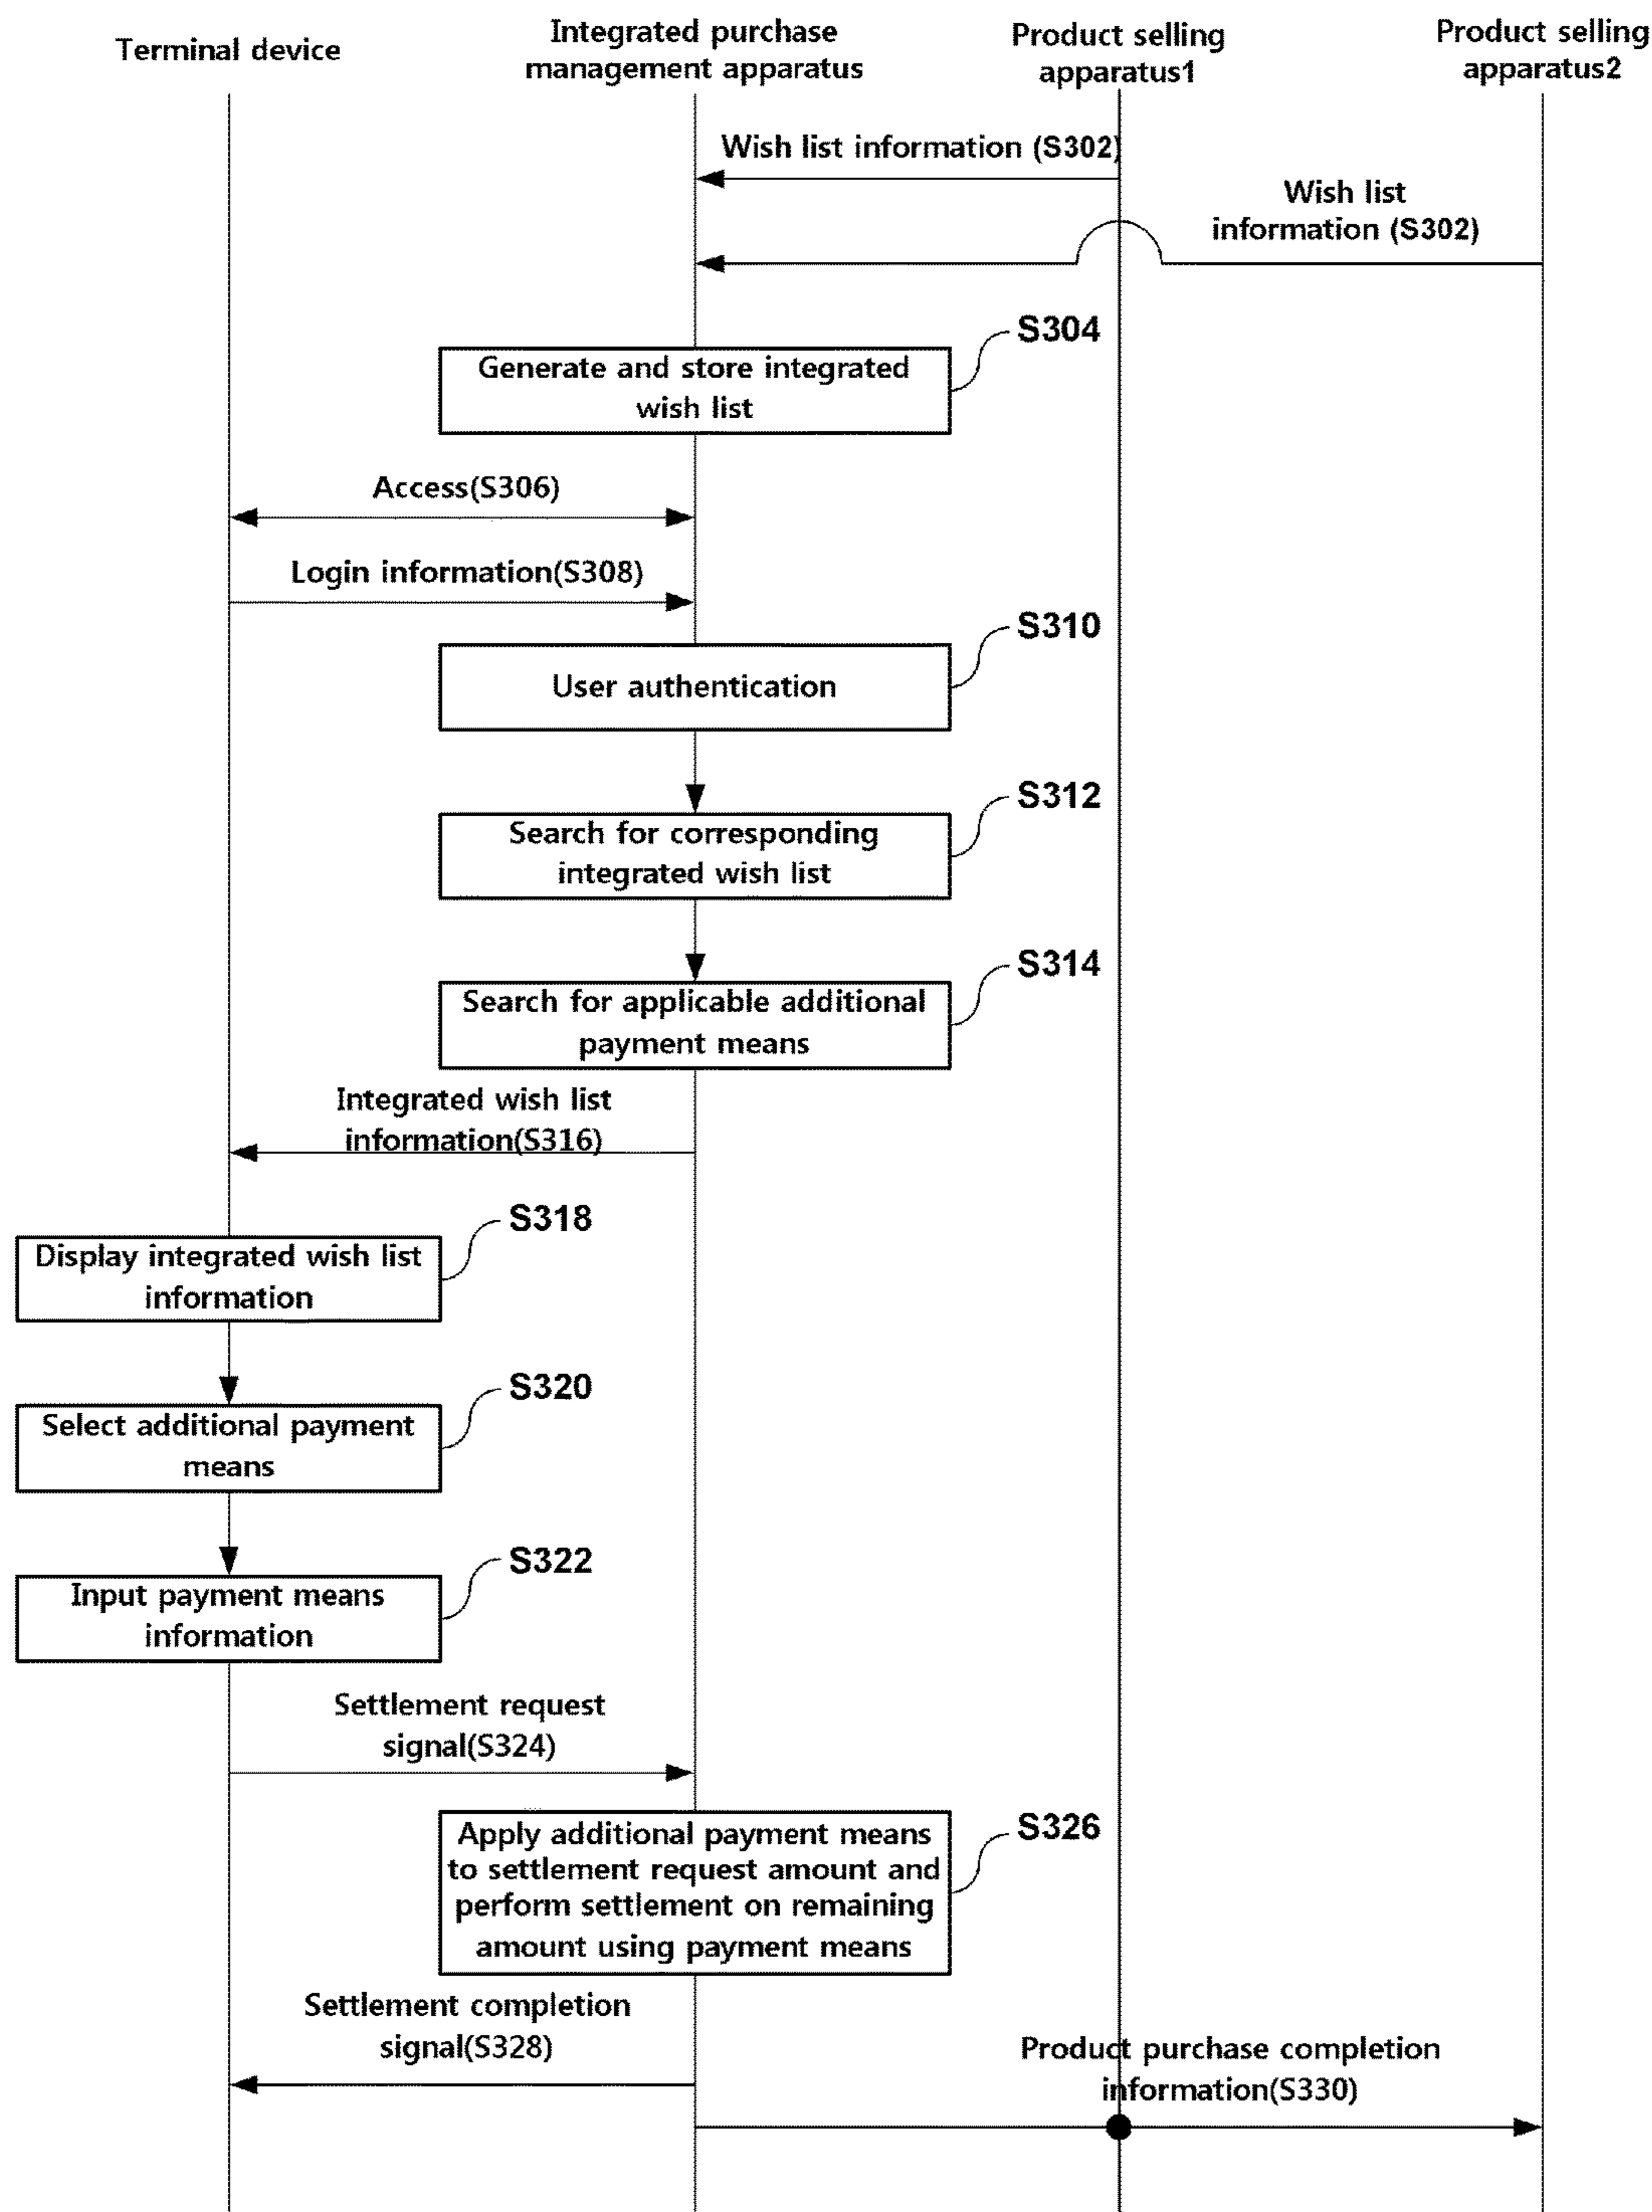 Terminal device
Integrated purchase
management apparatus
Product selling
apparatus1
Product selling
apparatus2
Wish list information (S302)
Wish list
information (S302)
S304
Generate and store integrated
wish list
Access(S306)
Login information(S308)
S310
User authentication
S312
Search for corresponding
integrated wish list
S314
Search for applicable additional
payment means
Integrated wish list
information(S316)
S318
Display integrated wish list
information
S320
Select additional payment
means
S322
Input payment means
information
Settlement request
signal(S324)
S326
Apply additional payment means
to settlement request amount and
perform settlement on remaining
amount using payment means
Settlement completion
signal(S328)
Product purchase completion
information(S330)